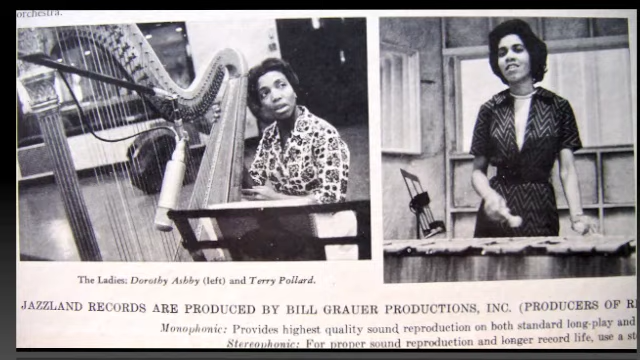 orchestra.
The Ladies: Dorothy Ashby (left) and Terry Pollard.
JAZZLAND RECORDS ARE PRODUCED BY BILL GRAUER PRODUCTIONS, INC. (PRODUCERS OF RI
Monophonic: Provides highest quality sound reproduction on both standard long-play and
Stereophonic: For proper sound reproduction and longer record life, use a st